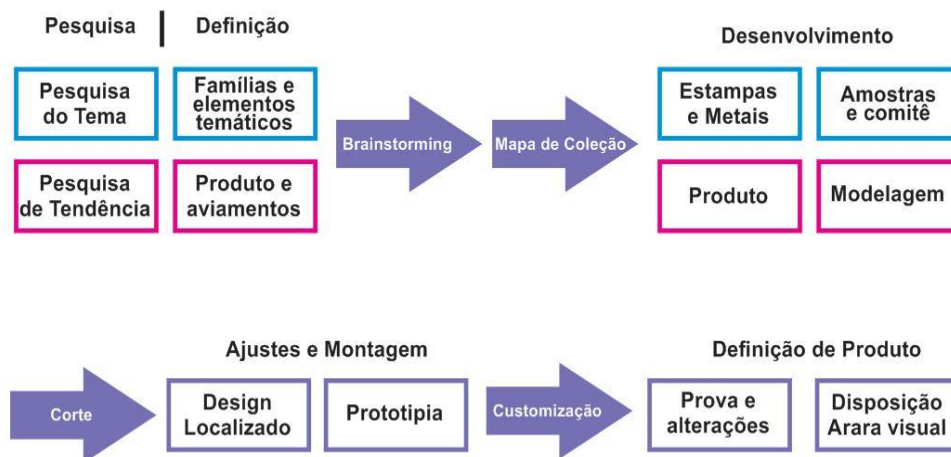 Pesquisa | Definição
Pesquisa
do Tema
Famílias e
elementos
temáticos
Pesquisa
de Tendência
Produto e
aviamentos
Brainstorming
Mapa de Coleção
Desenvolvimento
Estampas
e Metais
Amostras
e comitê
Produto
Modelagem
Corte
Ajustes e Montagem
Design
Localizado
Prototipia
Customização
Definição de Produto
Prova e
alterações
Disposição
Arara visual